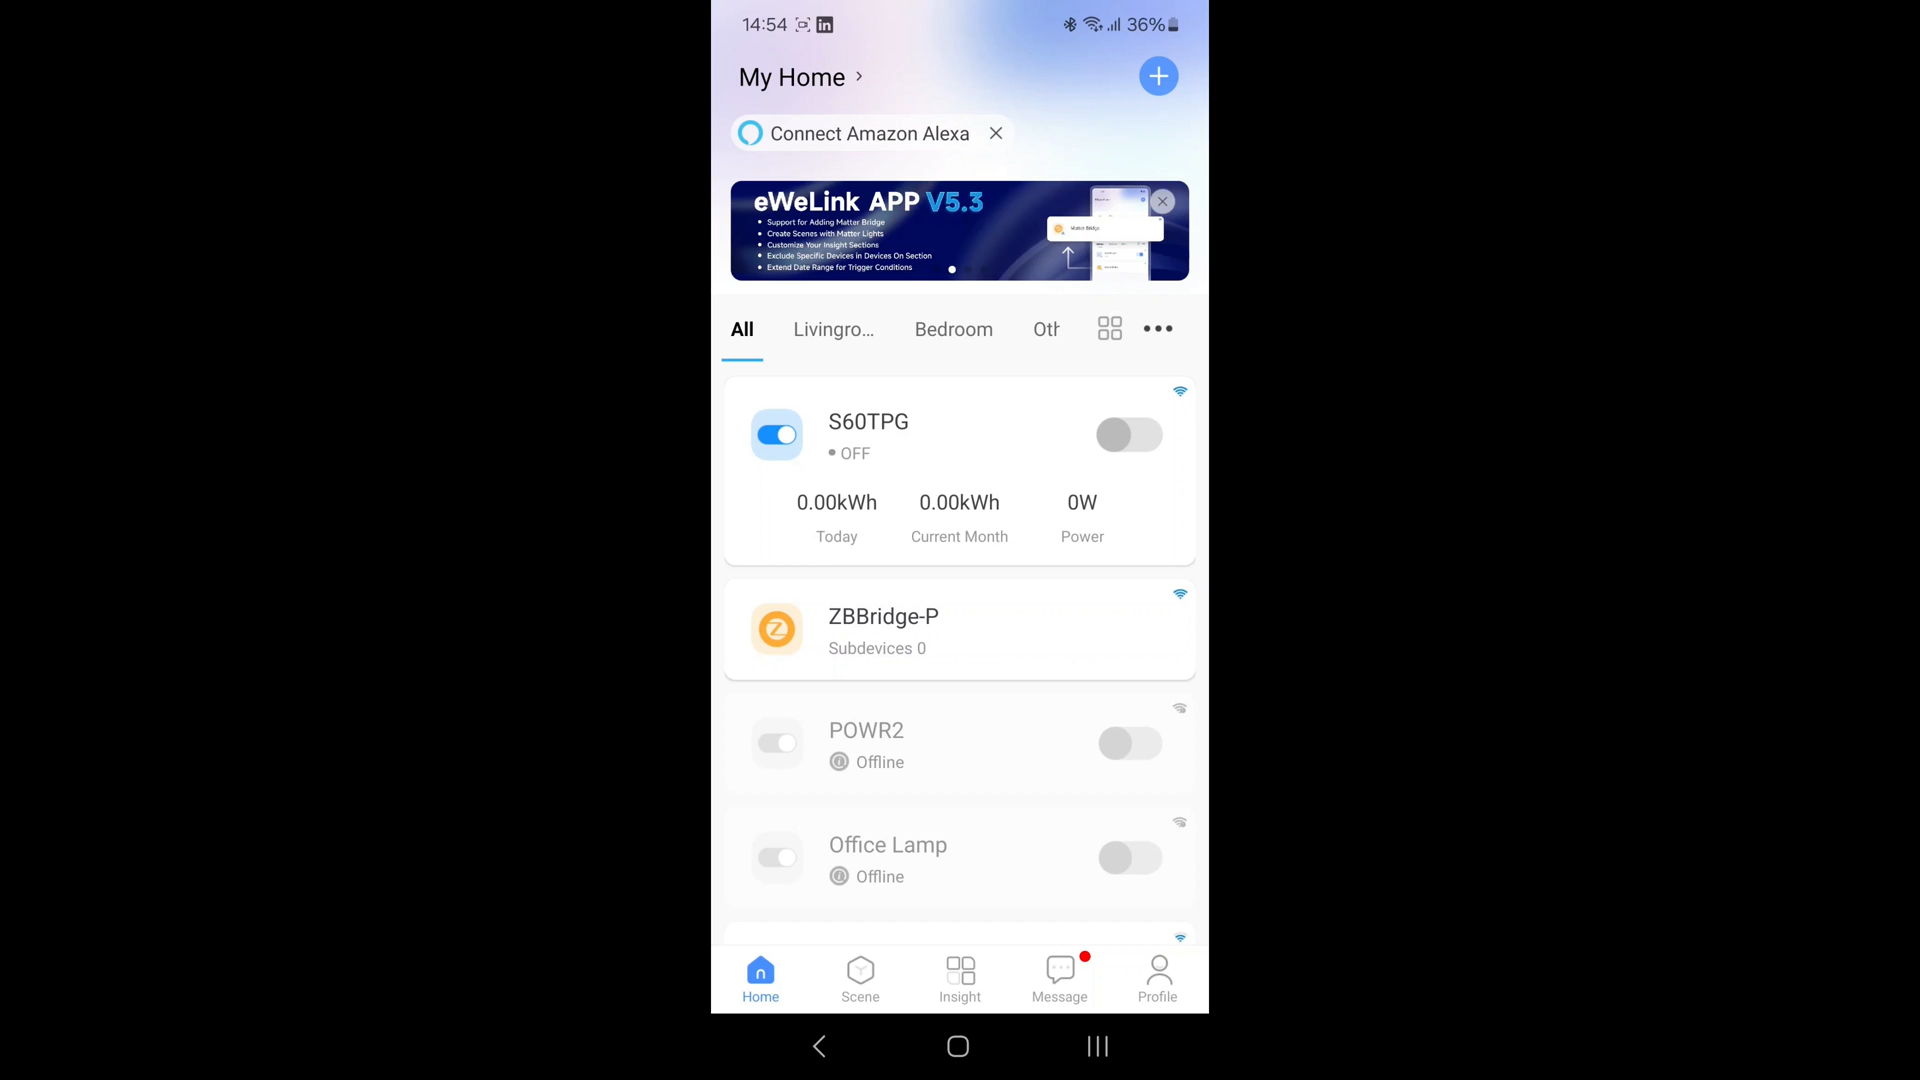 14:54
36%
My Home
Connect Amazon Alexa
eWeLink APP V5.3
Support for Adding Matter Bridge
Create Scenes with Matter Lights
Customize Your Insight Sections
Exclude Specific Devices in Devices On Section
Extend Date Range for Trigger Conditions
Matter Bridge
All Livingro... Bedroom Oth
S60TPG
OFF
0.00kWh 0.00kWh 0W
Today Current Month Power
ZBBridge-P
Subdevices 0
POWR2
Offline
Office Lamp
Offline
Home Scene Insight Message Profile